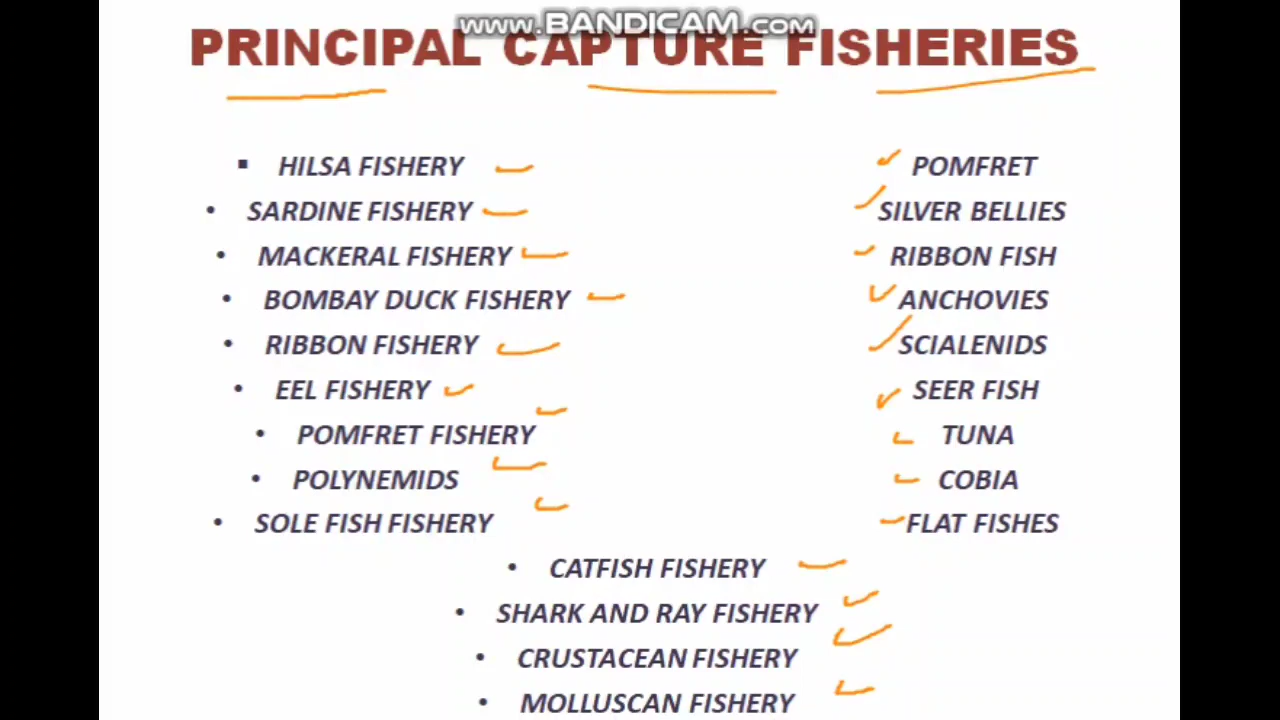 www.BANDICAM.com
PRINCIPAL CAPTURE FISHERIES
▪ HILSA FISHERY POMFRET
• SARDINE FISHERY SILVER BELLIES
• MACKERAL FISHERY RIBBON FISH
• BOMBAY DUCK FISHERY ANCHOVIES
• RIBBON FISHERY SCIALENIDS
• EEL FISHERY SEER FISH
• POMFRET FISHERY TUNA
• POLYNEMIDS COBIA
• SOLE FISH FISHERY FLAT FISHES
• CATFISH FISHERY
• SHARK AND RAY FISHERY
• CRUSTACEAN FISHERY
• MOLLUSCAN FISHERY